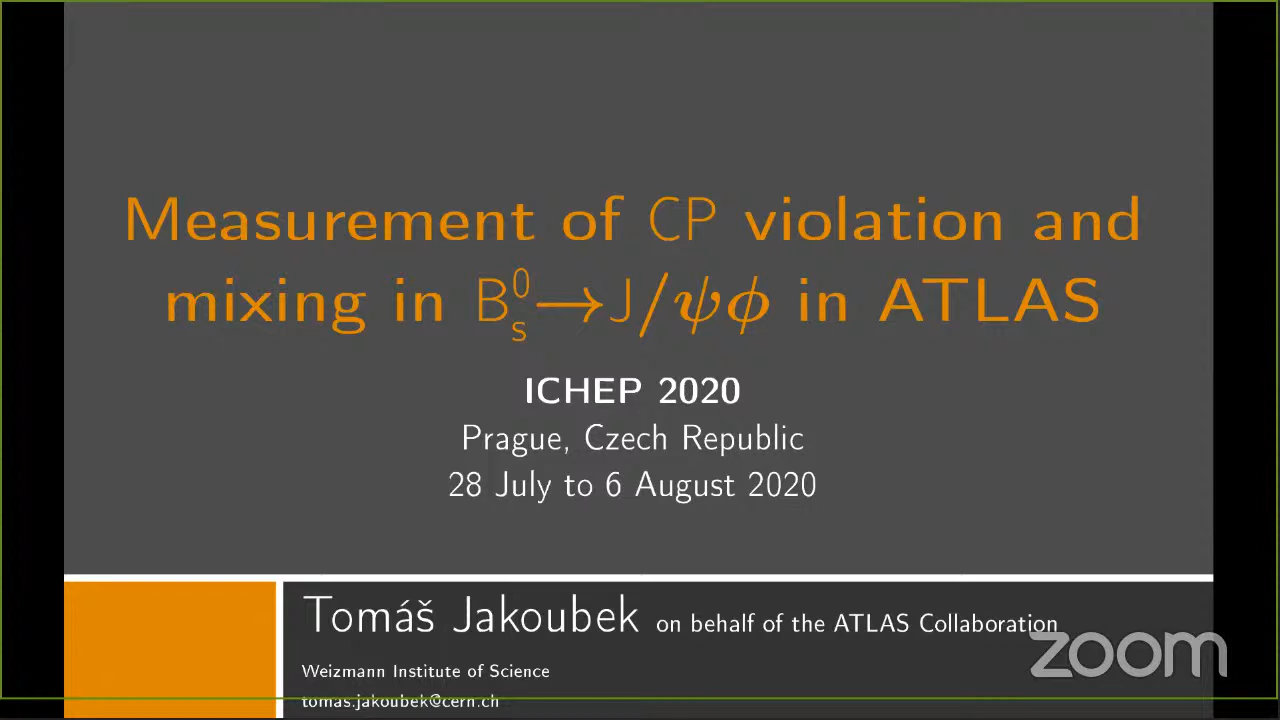 Measurement of CP violation and
mixing in B⁰ₛ→J/ψϕ in ATLAS
ICHEP 2020
Prague, Czech Republic
28 July to 6 August 2020
Tomáš Jakoubek on behalf of the ATLAS Collaboration
Weizmann Institute of Science
tomas.jakoubek@cern.ch
zoom